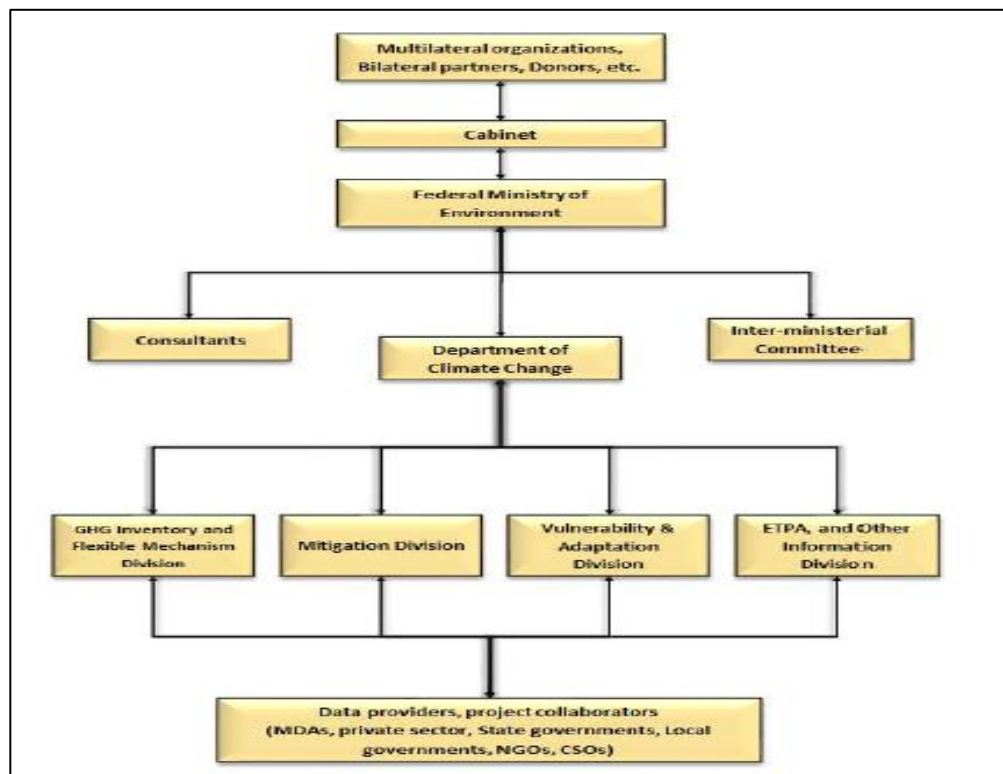 Multilateral organizations,
Bilateral partners, Donors, etc.
Cabinet
Federal Ministry of
Environment
Consultants
Department of
Climate Change
Inter-ministerial
Committee
GHG Inventory and
Flexible Mechanism
Division
Mitigation Division
Vulnerability &
Adaptation
Division
ETPA, and Other
Information
Division
Data providers, project collaborators
(MDAs, private sector, State governments, Local
governments, NGOs, CSOs)